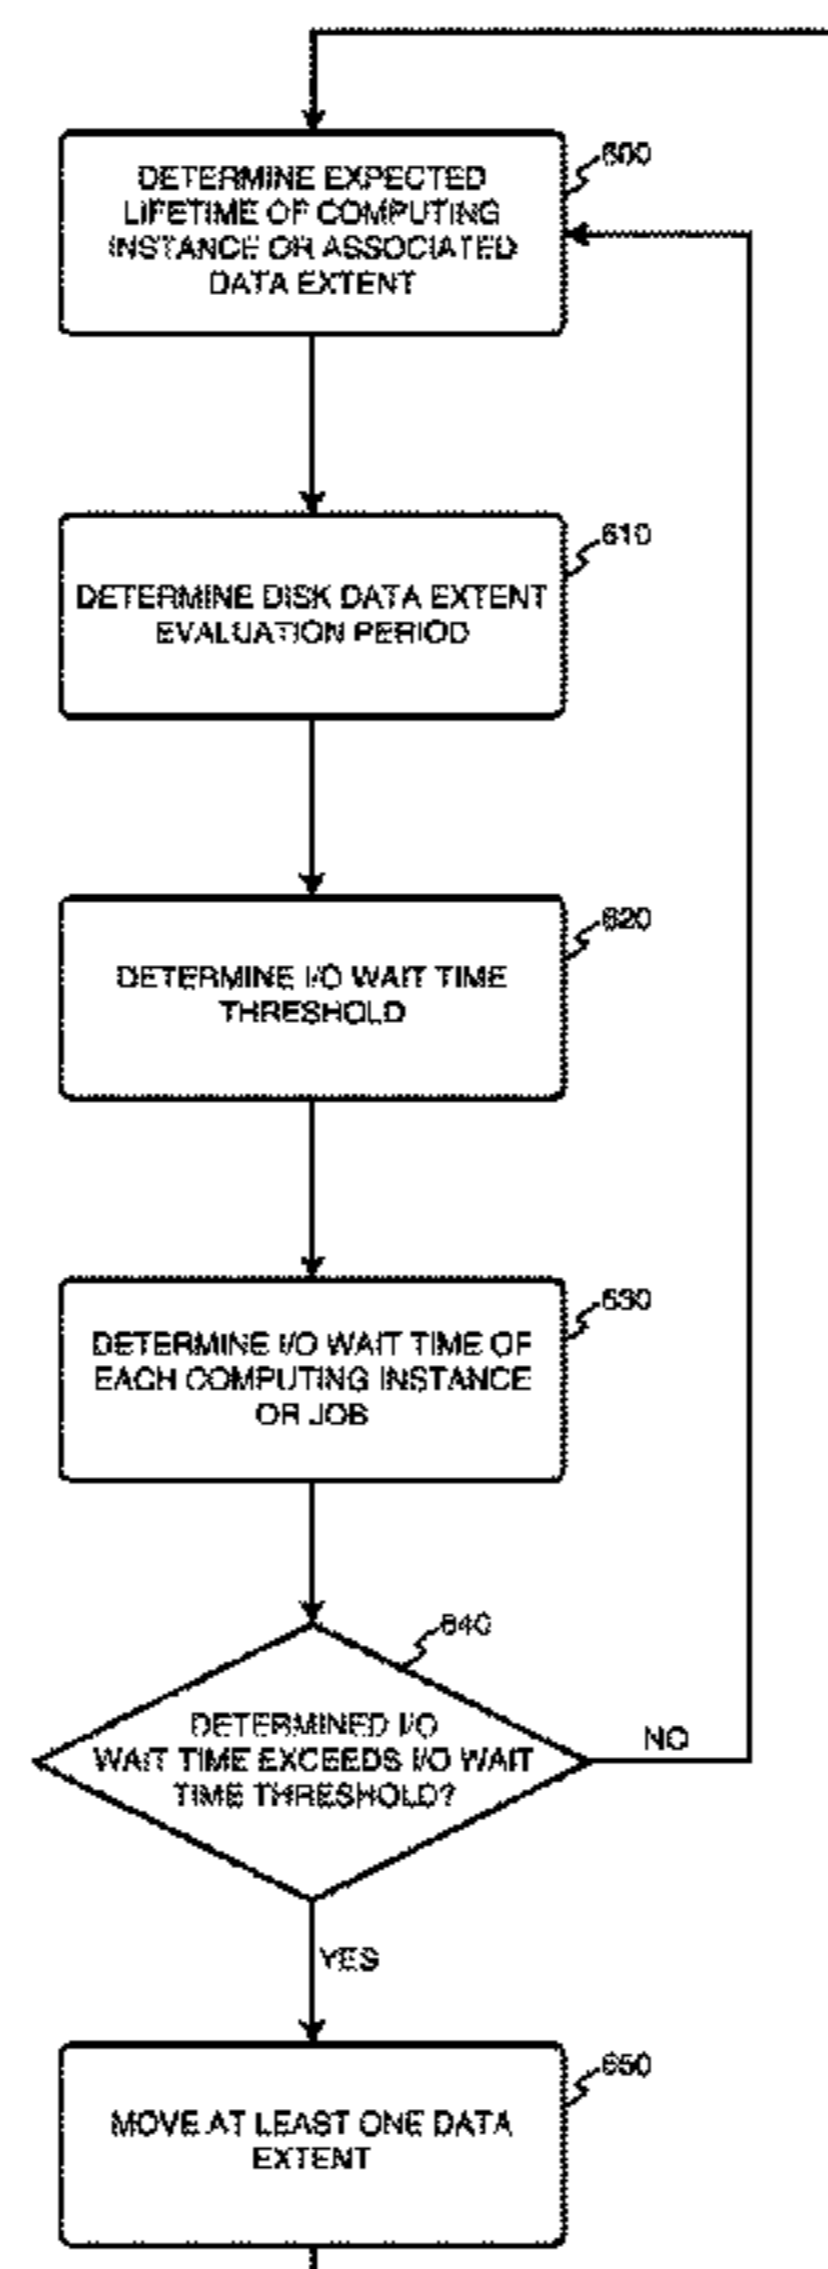 600
DETERMINE EXPECTED
LIFETIME OF COMPUTING
INSTANCE OR ASSOCIATED
DATA EXTENT
610
DETERMINE DISK DATA EXTENT
EVALUATION PERIOD
620
DETERMINE I/O WAIT TIME
THRESHOLD
630
DETERMINE I/O WAIT TIME OF
EACH COMPUTING INSTANCE
OR JOB
640
DETERMINED I/O
WAIT TIME EXCEEDS I/O WAIT
TIME THRESHOLD?
NO
YES
650
MOVE AT LEAST ONE DATA
EXTENT